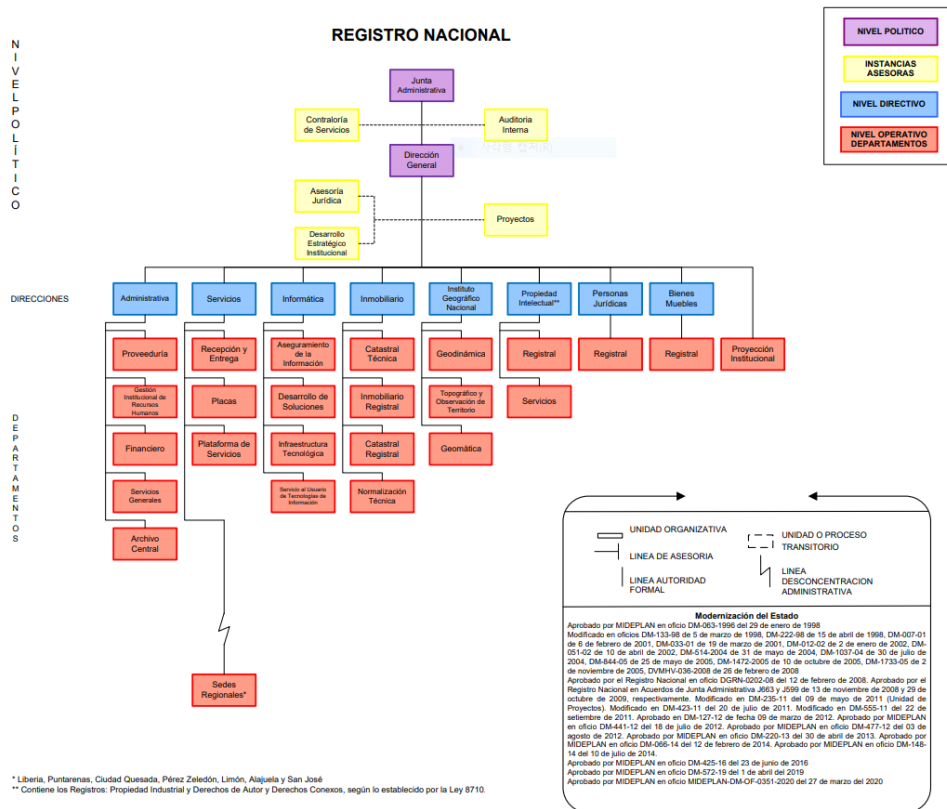 REGISTRO NACIONAL
NIVEL POLÍTICO
NIVEL POLITICO
INSTANCIAS
ASESORAS
NIVEL DIRECTIVO
NIVEL OPERATIVO
DEPARTAMENTOS
Junta
Administrativa
Contraloría
de Servicios
Auditoria
Interna
Dirección
General
Asesoría
Jurídica
Desarrollo
Estratégico
Institucional
Proyectos
DIRECCIONES
Administrativa
Servicios
Informática
Inmobiliario
Instituto
Geográfico
Nacional
Propiedad
Intelectual**
Personas
Jurídicas
Bienes
Muebles
DEPARTAMENTOS
Proveeduría
Recepción y
Entrega
Aseguramiento
de la
Información
Catastral
Técnica
Geodinámica
Registral
Registral
Registral
Proyección
Institucional
Gestión
Institucional de
Recursos
Humanos
Placas
Desarrollo de
Soluciones
Inmobiliario
Registral
Topográfico y
Observación de
Territorio
Servicios
Financiero
Plataforma de
Servicios
Infraestructura
Tecnológica
Catastral
Registral
Geomática
Servicios
Generales
Servicio al Usuario
de Tecnologías de
Información
Normalización
Técnica
Archivo
Central
Sedes
Regionales*
UNIDAD ORGANIZATIVA
LINEA DE ASESORIA
LINEA AUTORIDAD
FORMAL
UNIDAD O PROCESO
TRANSITORIO
LINEA
DESCONCENTRACION
ADMINISTRATIVA
Modernización del Estado
Aprobado por MIDEPLAN en oficio DM-063-1996 del 29 de enero de 1998
Modificado en oficios DM-133-98 de 5 de marzo de 1998, DM-222-98 de 15 de abril de 1998, DM-007-01
de 6 de febrero de 2001, DM-033-01 de 19 de marzo de 2001, DM-012-02 de 2 de enero de 2002, DM-
051-02 de 10 de abril de 2002, DM-514-2004 de 31 de mayo de 2004, DM-1037-04 de 30 de julio de
2004, DM-844-05 de 25 de mayo de 2005, DM-1472-2005 de 10 de octubre de 2005, DM-1733-05 de 2
de noviembre de 2005, DVMHV-036-2008 de 26 de febrero de 2008
Aprobado por el Registro Nacional en oficio DGRN-0202-08 del 12 de febrero de 2008. Aprobado por el
Registro Nacional en Acuerdos de Junta Administrativa J663 y J599 de 13 de noviembre de 2008 y 29 de
octubre de 2009, respectivamente. Modificado en DM-235-11 del 09 de mayo de 2011 (Unidad de
Proyectos). Modificado en DM-423-11 del 20 de julio de 2011. Modificado en DM-555-11 del 22 de
setiembre de 2011. Aprobado en DM-127-12 de fecha 09 de marzo de 2012. Aprobado por MIDEPLAN
en oficio DM-441-12 del 18 de julio de 2012. Aprobado por MIDEPLAN en oficio DM-477-12 del 03 de
agosto de 2012. Aprobado por MIDEPLAN en oficio DM-220-13 del 30 de abril de 2013. Aprobado por
MIDEPLAN en oficio DM-066-14 del 12 de febrero de 2014. Aprobado por MIDEPLAN en oficio DM-148-
14 del 10 de julio de 2014.
Aprobado por MIDEPLAN en oficio DM-425-16 del 23 de junio de 2016
Aprobado por MIDEPLAN en oficio DM-572-19 del 1 de abril del 2019
Aprobado por MIDEPLAN en oficio MIDEPLAN-DM-OF-0351-2020 del 27 de marzo del 2020
* Liberia, Puntarenas, Ciudad Quesada, Pérez Zeledón, Limón, Alajuela y San José
** Contiene los Registros: Propiedad Industrial y Derechos de Autor y Derechos Conexos, según lo establecido por la Ley 8710.